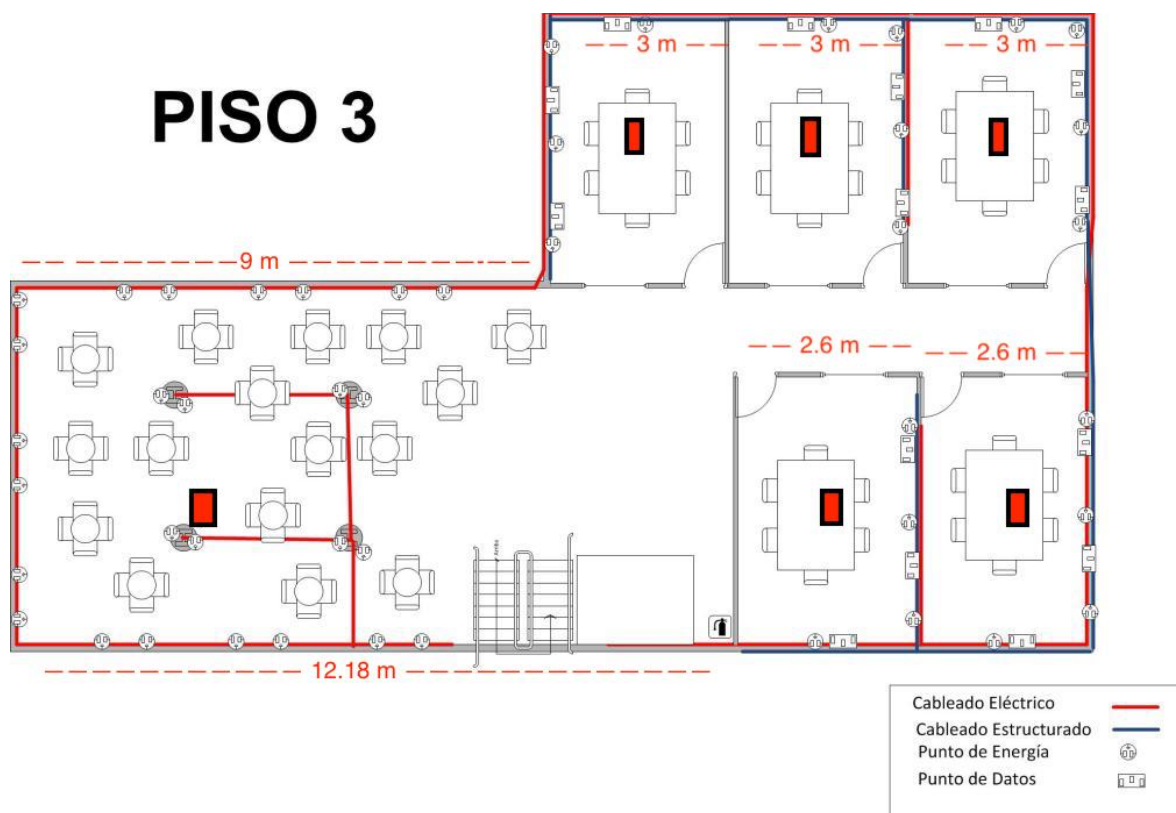 3 m
3 m
3 m
PISO 3
9 m
2.6 m
2.6 m
Arriba
12.18 m
Cableado Eléctrico
Cableado Estructurado
Punto de Energía
Punto de Datos